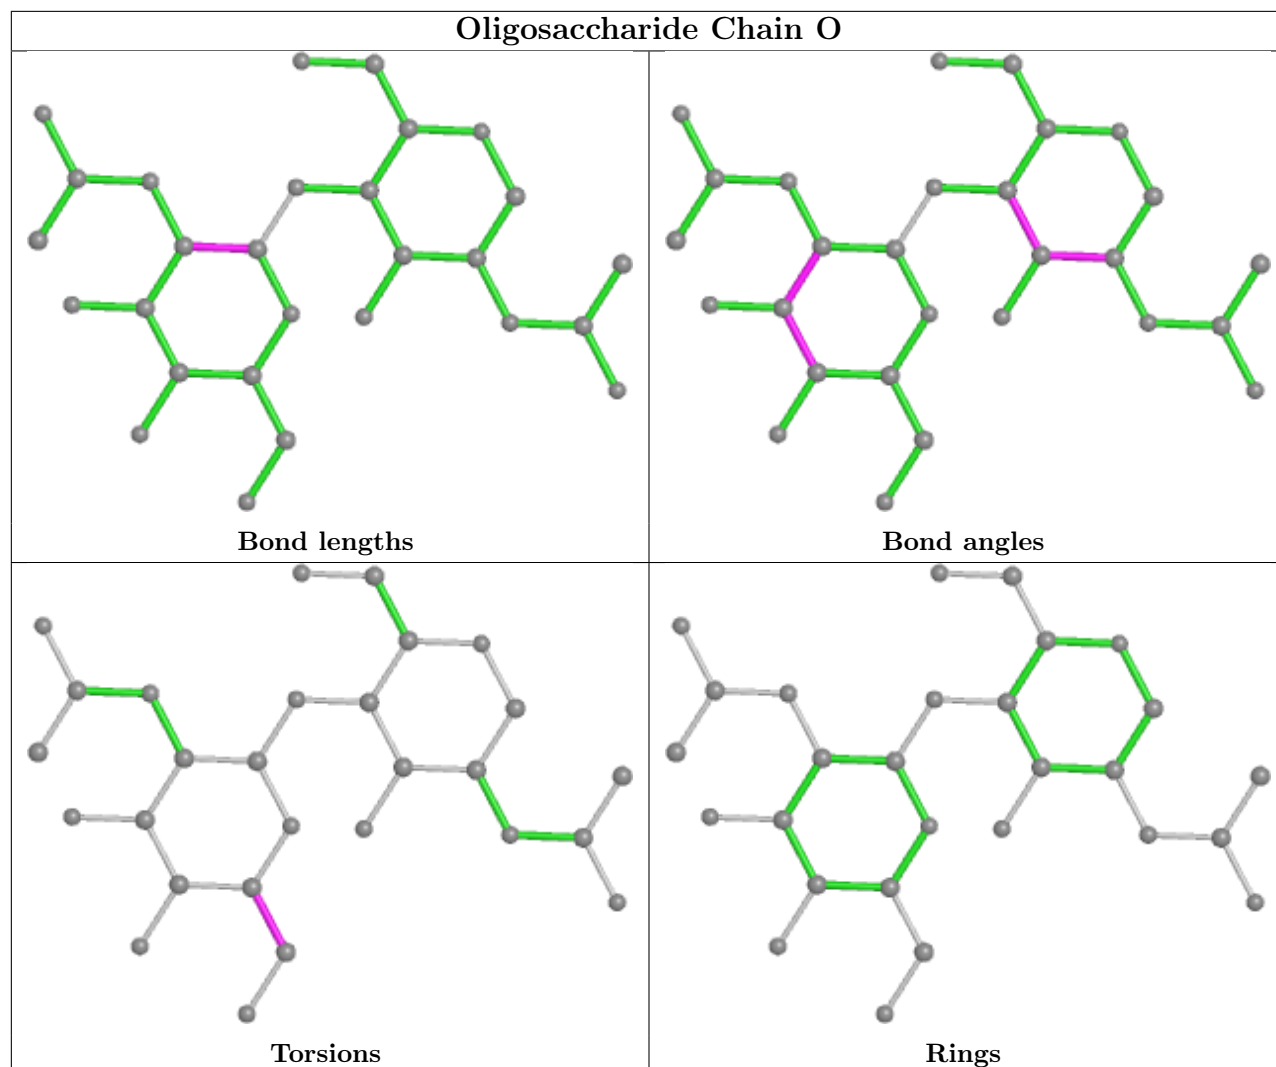 Oligosaccharide Chain O
Bond lengths
Bond angles
Torsions
Rings